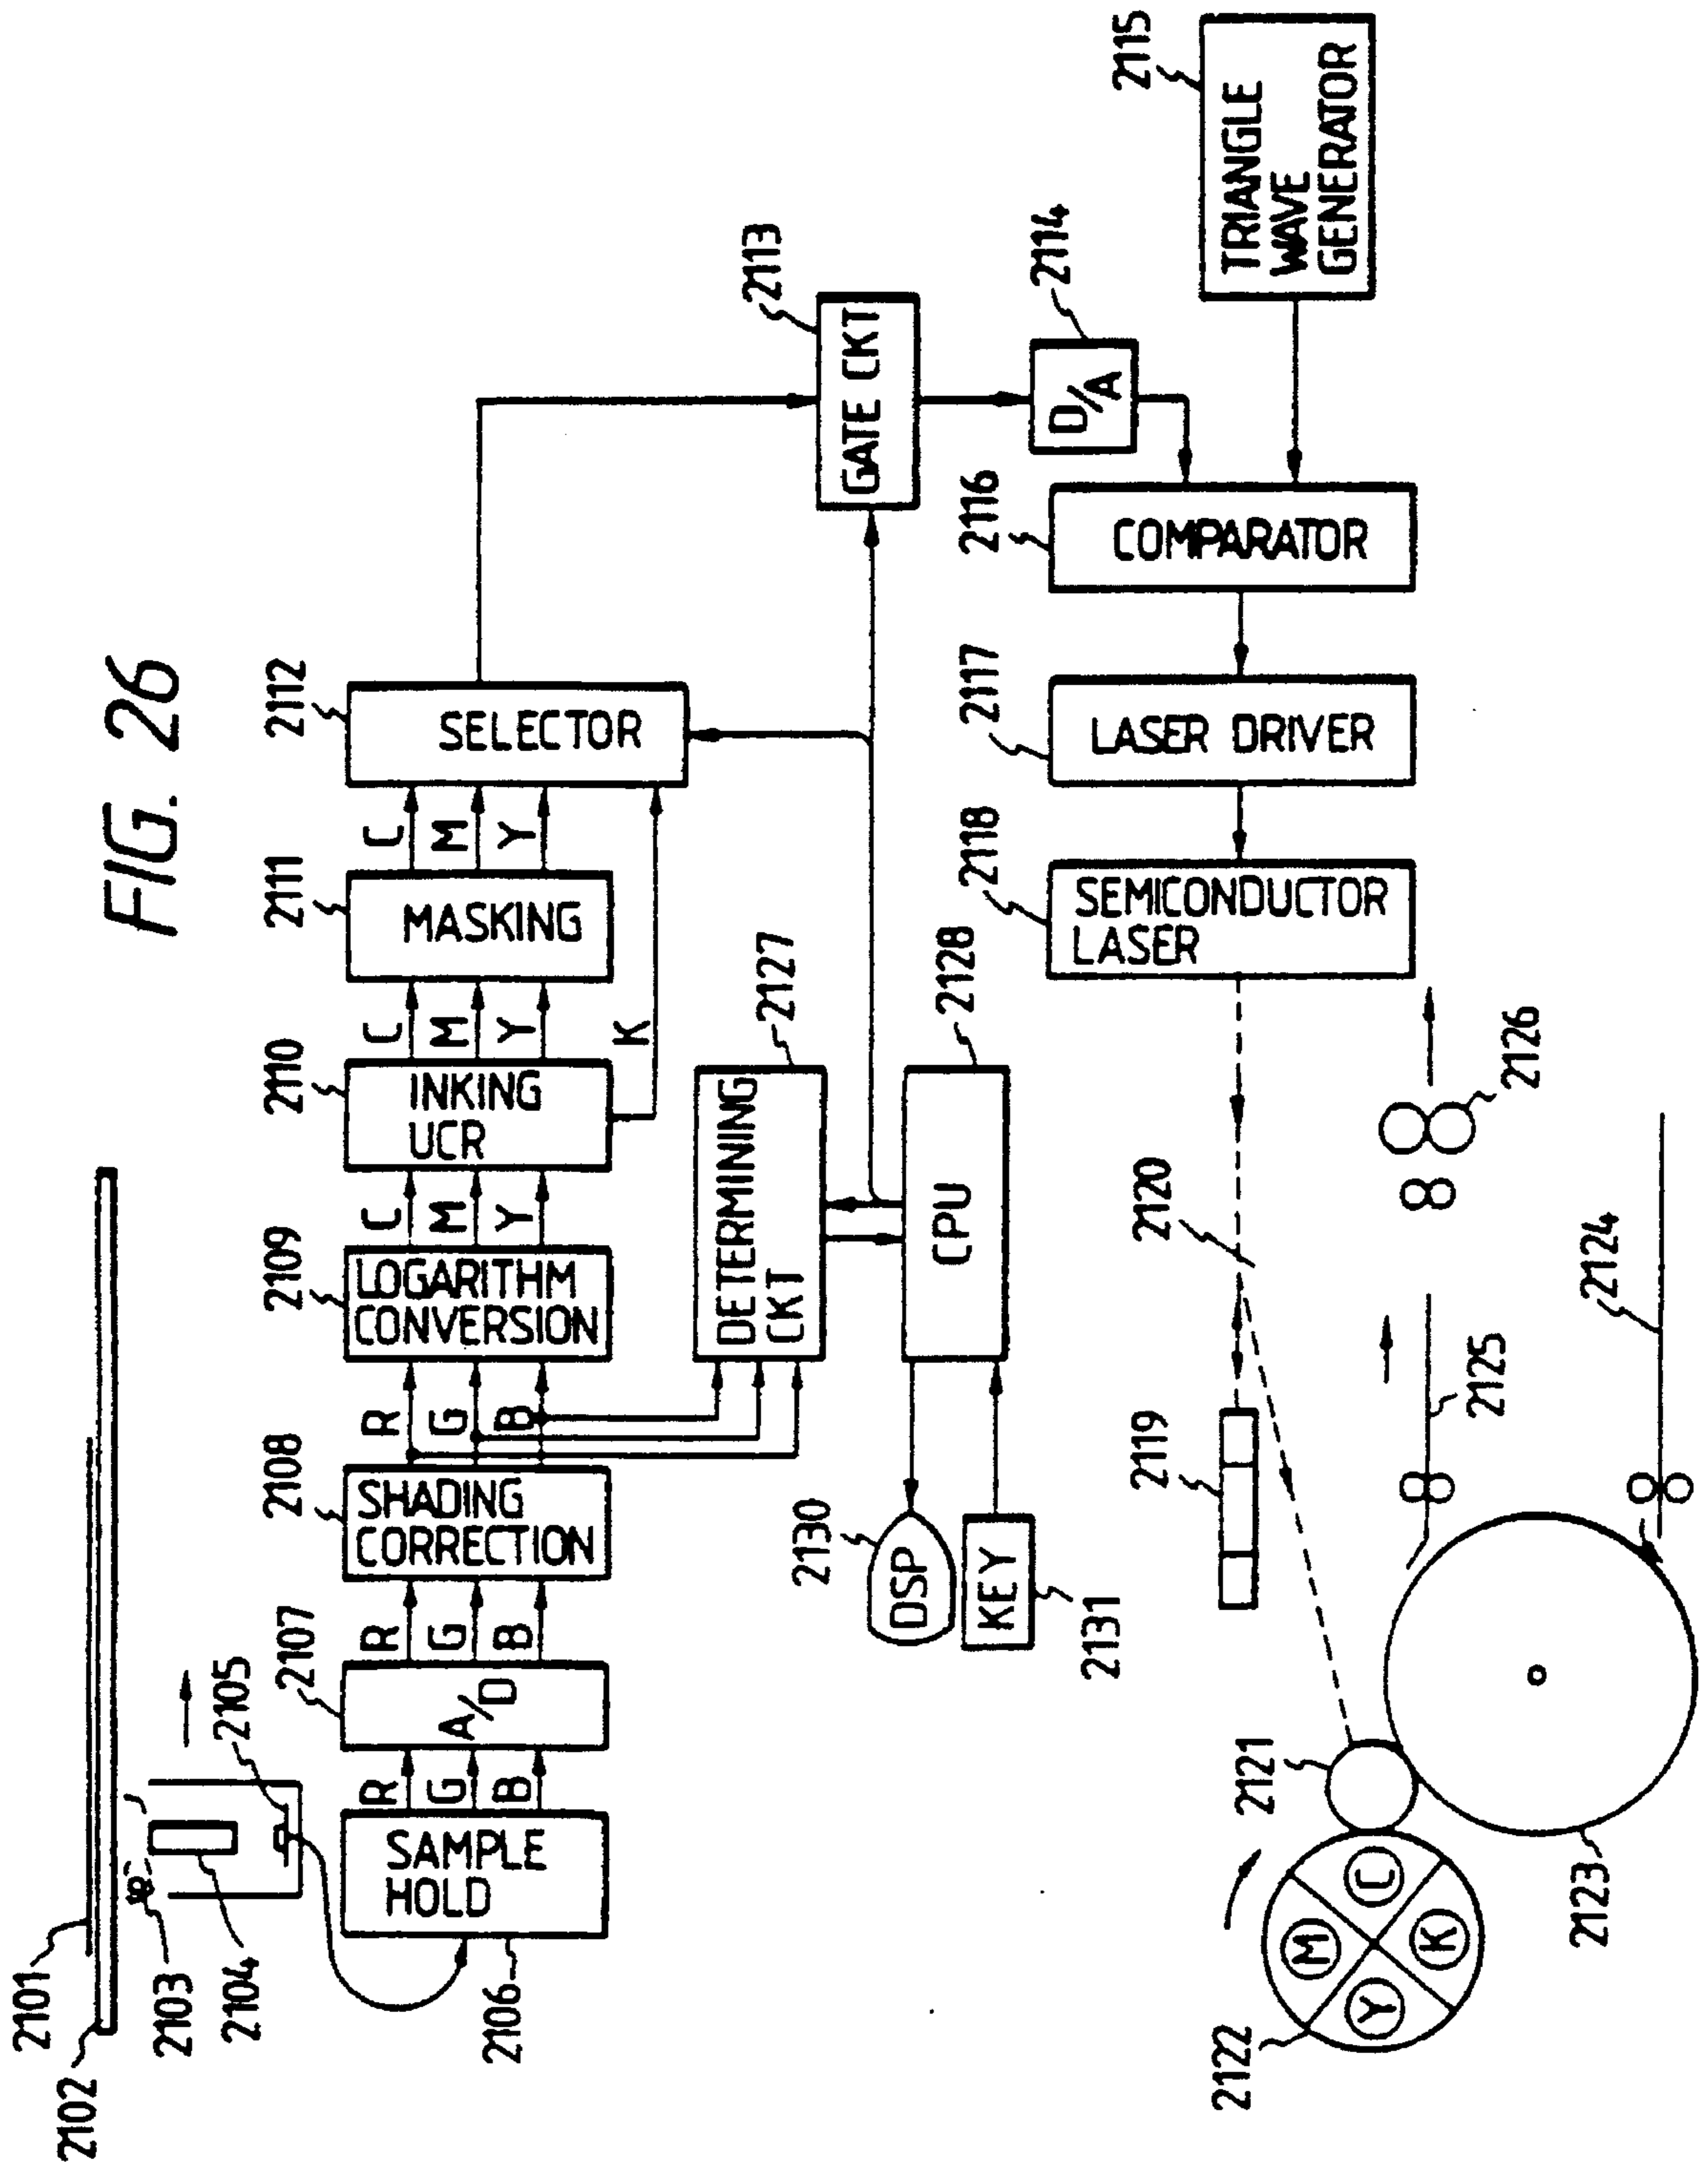 FIG. 26
2101
2102
2103
2104
2105
2106
SAMPLE
HOLD
R
G
B
2107
A/D
R
G
B
2108
SHADING
CORRECTION
R
G
B
2109
LOGARITHM
CONVERSION
C
M
Y
2110
INKING
UCR
C
M
Y
K
2111
MASKING
C
M
Y
2112
SELECTOR
2127
DETERMINING
CKT
2128
CPU
2130
DSP
KEY
2131
2113
GATE CKT
2114
D/A
2115
TRIANGLE
WAVE
GENERATOR
2116
COMPARATOR
2117
LASER DRIVER
2118
SEMICONDUCTOR
LASER
2119
2120
2121
2122
M
C
Y
K
2123
2124
2125
2126